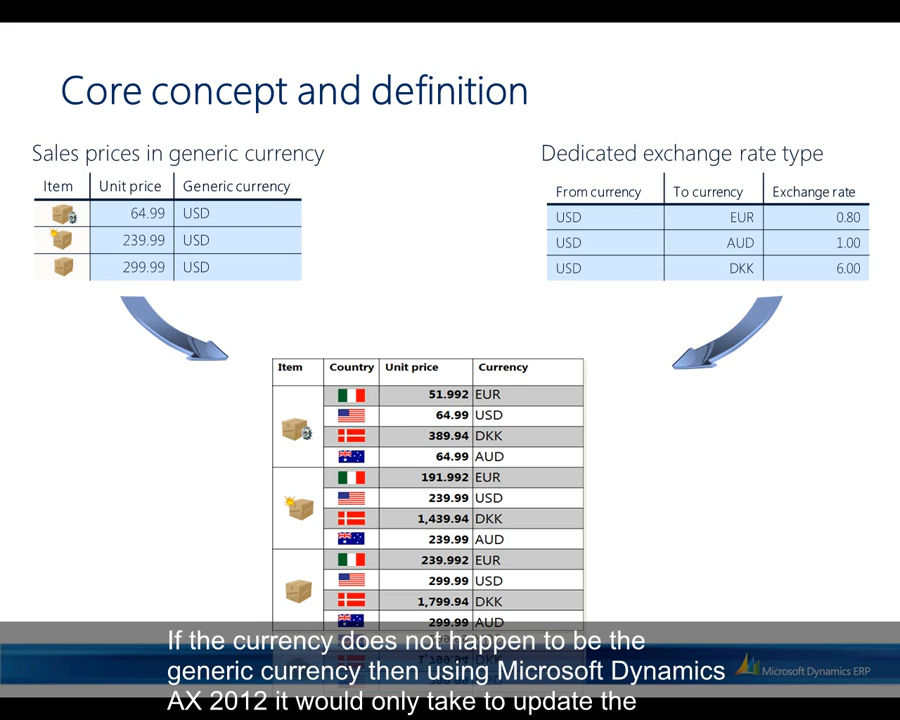 Core concept and definition
Sales prices in generic currency
Item Unit price Generic currency
64.99 USD
239.99 USD
299.99 USD
Dedicated exchange rate type
From currency To currency Exchange rate
USD EUR 0.80
USD AUD 1.00
USD DKK 6.00
Item Country Unit price Currency
51.992 EUR
64.99 USD
389.94 DKK
64.99 AUD
191.992 EUR
239.99 USD
1,439.94 DKK
239.99 AUD
239.992 EUR
299.99 USD
1,799.94 DKK
299.99 AUD
If the currency does not happen to be the
generic currency then using Microsoft Dynamics
AX 2012 it would only take to update the
Microsoft Dynamics ERP